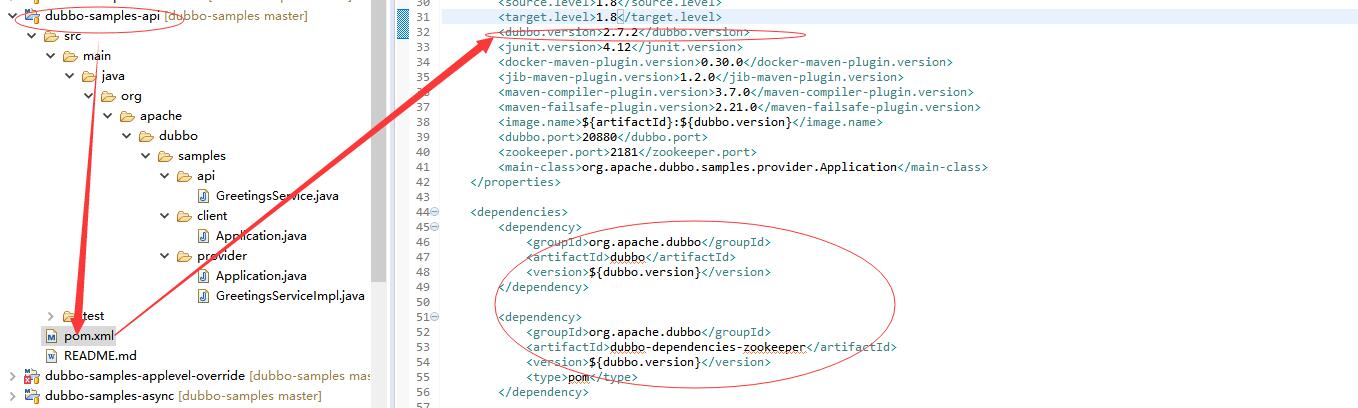 dubbo-samples-api [dubbo-samples master]
src
main
java
org
apache
dubbo
samples
api
GreetingsService.java
client
Application.java
provider
Application.java
GreetingsServiceImpl.java
test
pom.xml
README.md
dubbo-samples-applevel-override [dubbo-samples mas
dubbo-samples-async [dubbo-samples master]
30 <source.level>1.8</source.level>
31 <target.level>1.8</target.level>
32 <dubbo.version>2.7.2</dubbo.version>
33 <junit.version>4.12</junit.version>
34 <docker-maven-plugin.version>0.30.0</docker-maven-plugin.version>
35 <jib-maven-plugin.version>1.2.0</jib-maven-plugin.version>
36 <maven-compiler-plugin.version>3.7.0</maven-compiler-plugin.version>
37 <maven-failsafe-plugin.version>2.21.0</maven-failsafe-plugin.version>
38 <image.name>${artifactId}:${dubbo.version}</image.name>
39 <dubbo.port>20880</dubbo.port>
40 <zookeeper.port>2181</zookeeper.port>
41 <main-class>org.apache.dubbo.samples.provider.Application</main-class>
42 </properties>
43
44 <dependencies>
45 <dependency>
46 <groupId>org.apache.dubbo</groupId>
47 <artifactId>dubbo</artifactId>
48 <version>${dubbo.version}</version>
49 </dependency>
50
51 <dependency>
52 <groupId>org.apache.dubbo</groupId>
53 <artifactId>dubbo-dependencies-zookeeper</artifactId>
54 <version>${dubbo.version}</version>
55 <type>pom</type>
56 </dependency>
57